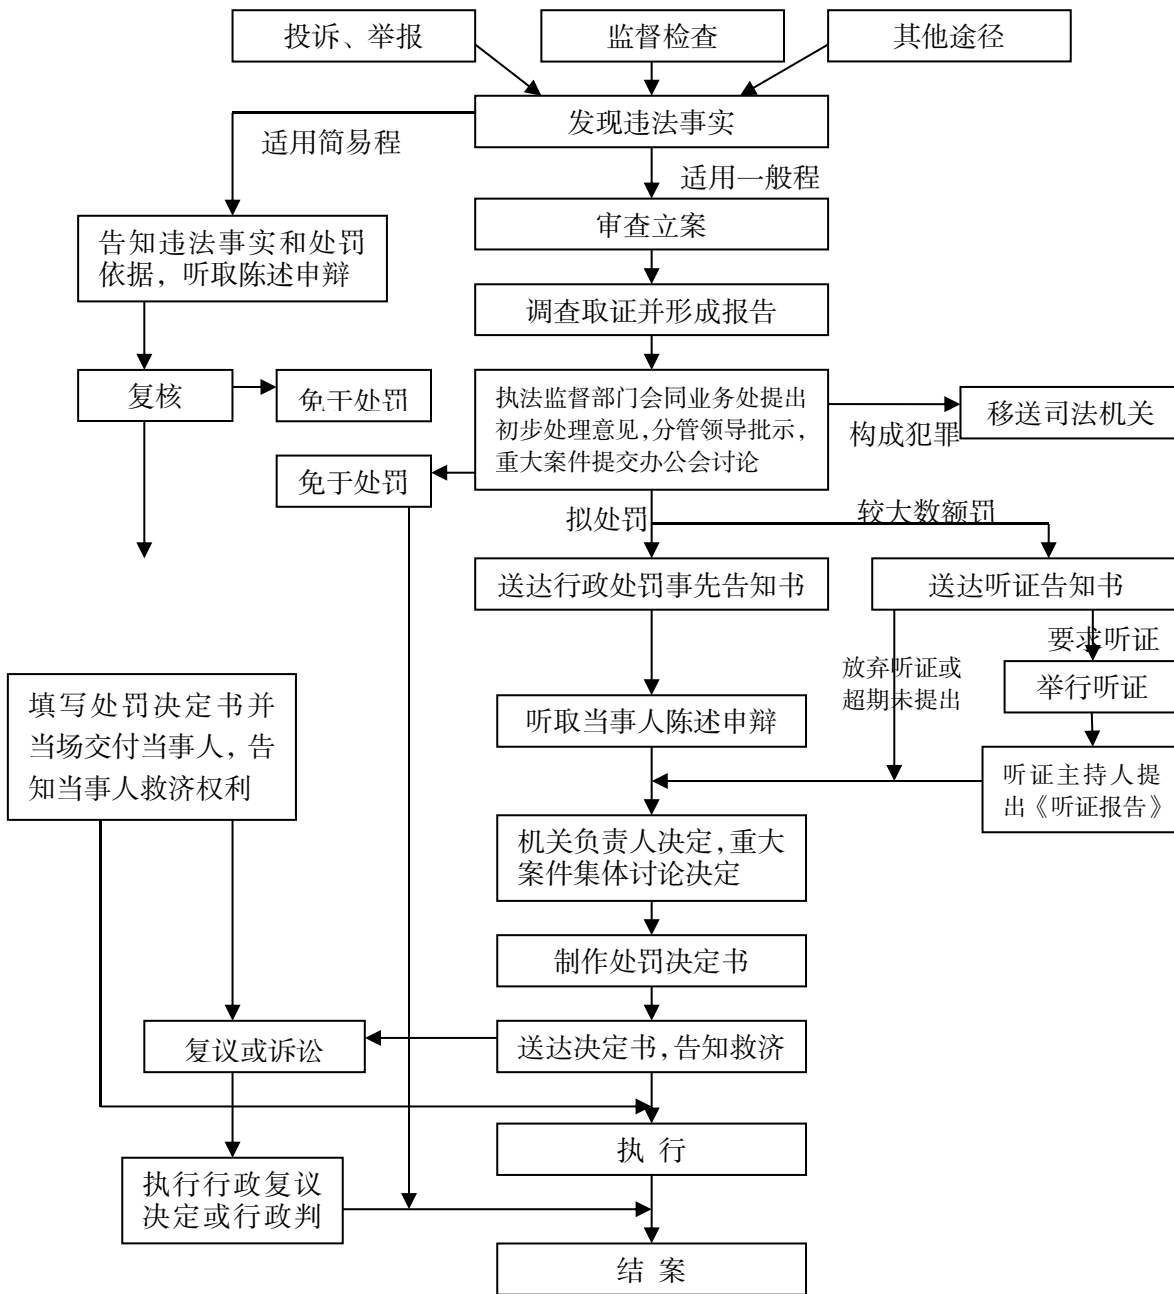 投诉、举报
监督检查
其他途径
发现违法事实
适用简易程
适用一般程
审查立案
告知违法事实和处罚
依据，听取陈述申辩
调查取证并形成报告
复核
免于处罚
执法监督部门会同业务处提出
初步处理意见，分管领导批示，
重大案件提交办公会讨论
构成犯罪
移送司法机关
免于处罚
拟处罚
较大数额罚
送达行政处罚事先告知书
送达听证告知书
要求听证
放弃听证或
超期未提出
举行听证
填写处罚决定书并
当场交付当事人，告
知当事人救济权利
听取当事人陈述申辩
听证主持人提
出《听证报告》
机关负责人决定，重大
案件集体讨论决定
制作处罚决定书
复议或诉讼
送达决定书，告知救济
执 行
执行行政复议
决定或行政判
结 案